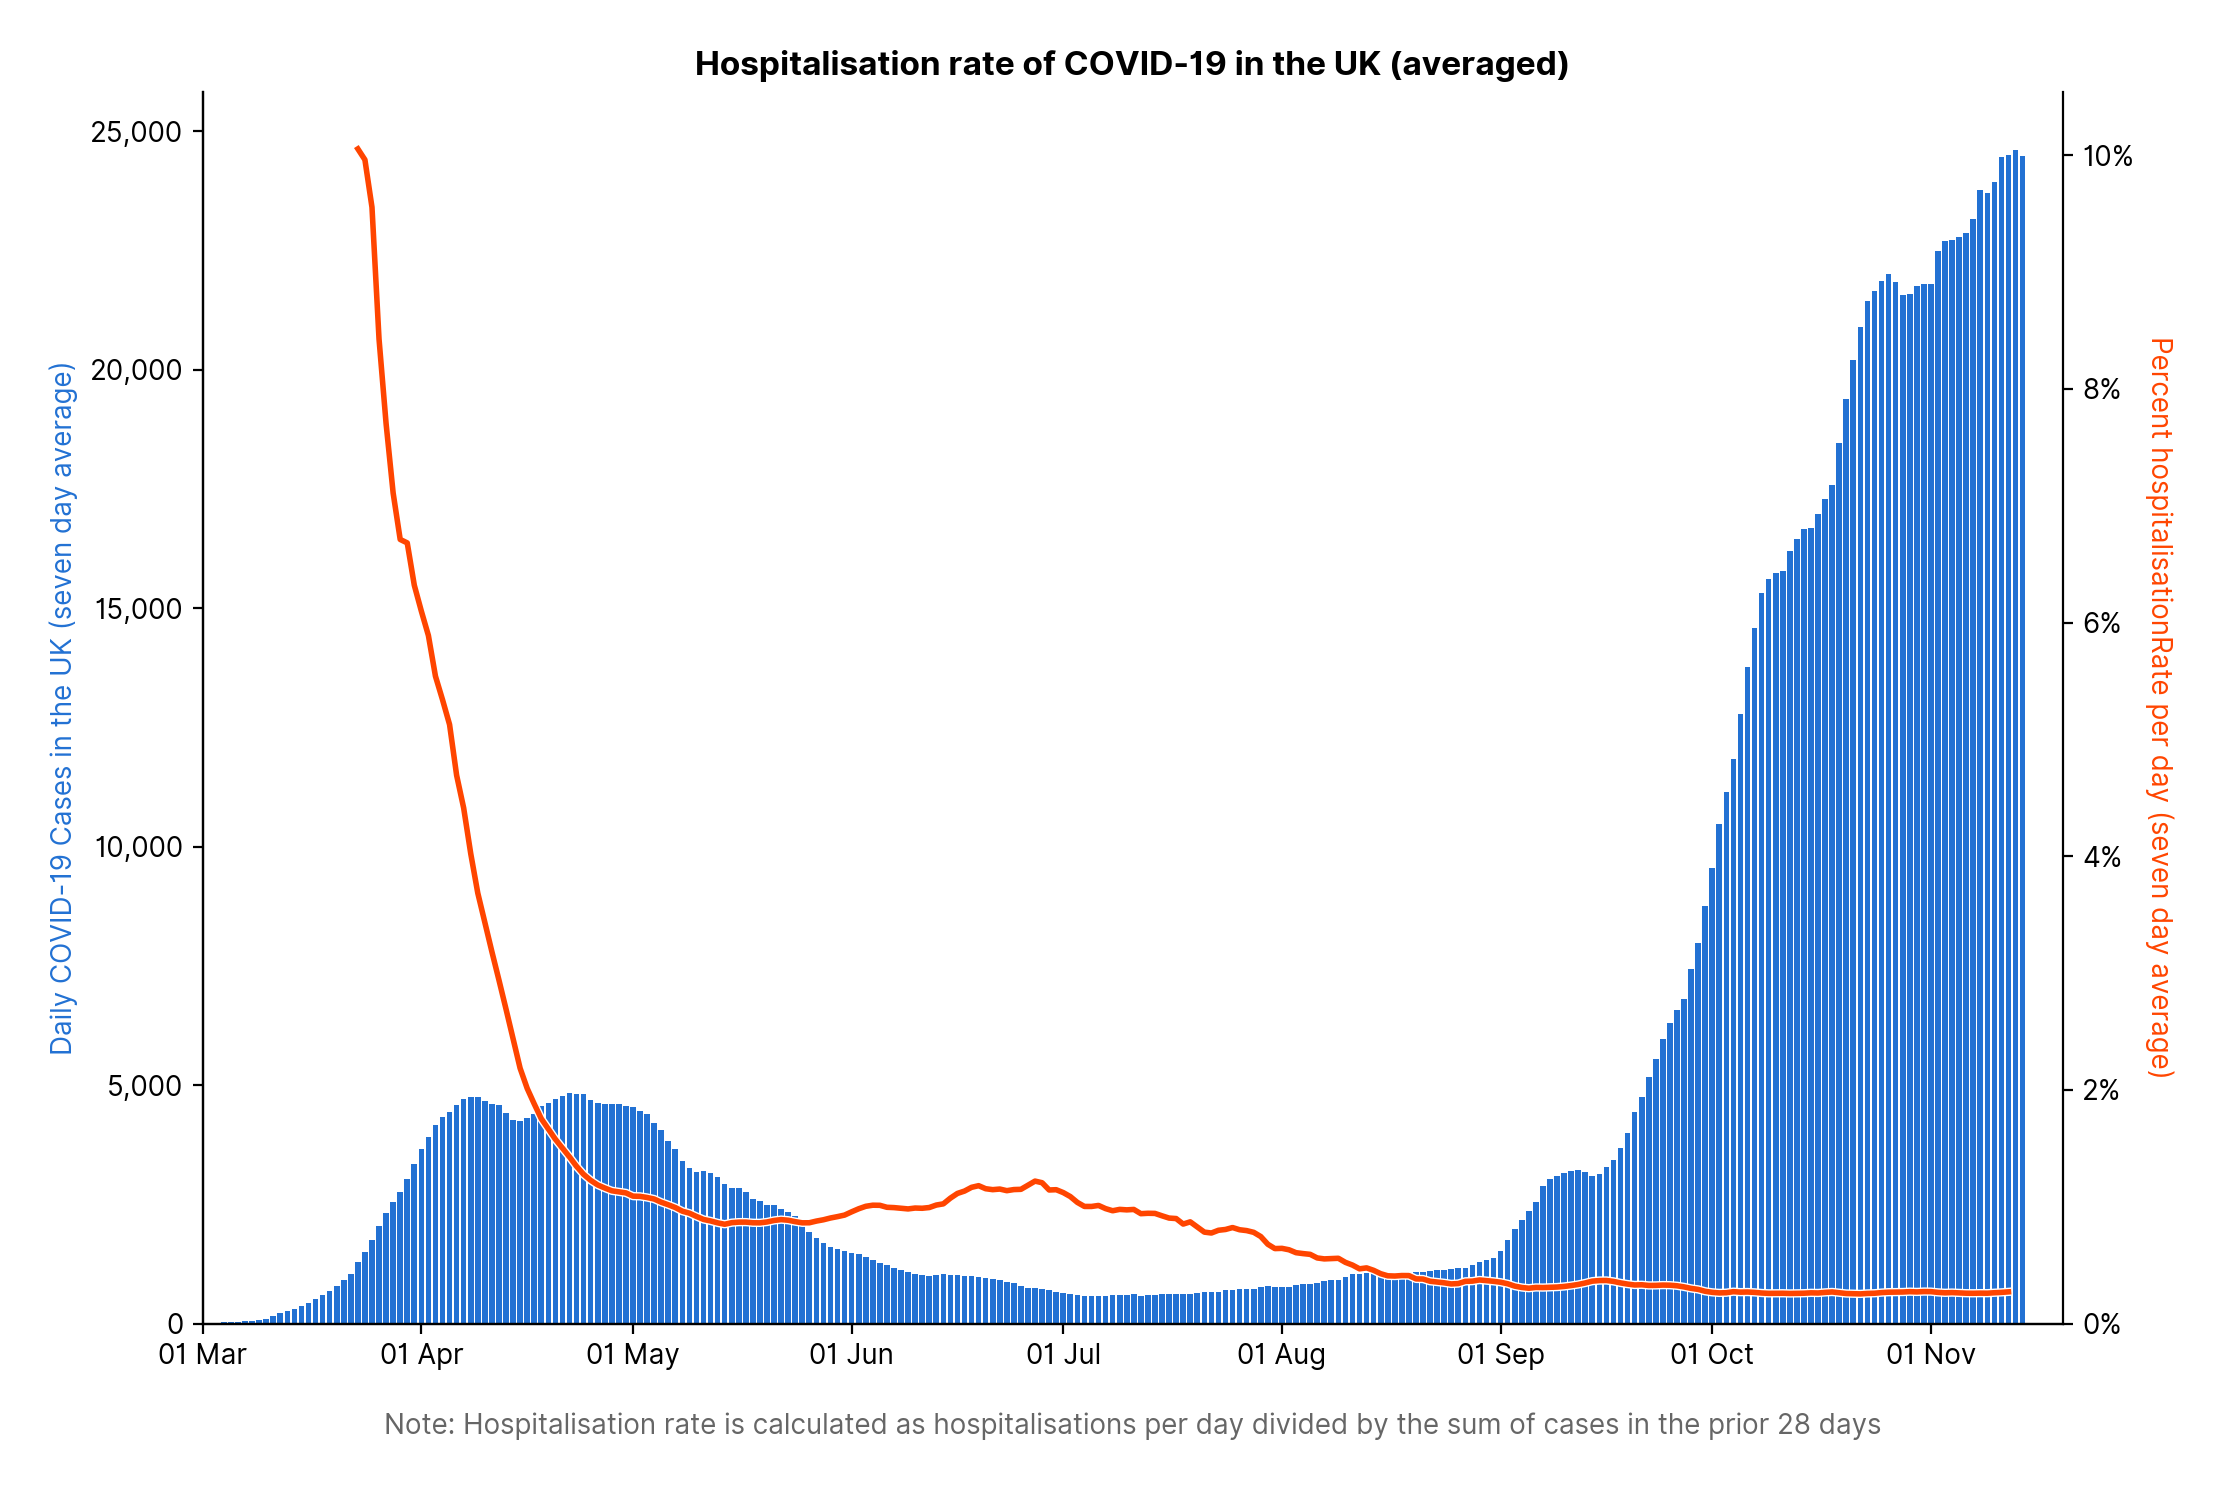 Hospitalisation rate of COVID-19 in the UK (averaged)
Daily COVID-19 Cases in the UK (seven day average)
25,000
20,000
15,000
10,000
5,000
0
10%
8%
6%
4%
2%
0%
Percent hospitalisationRate per day (seven day average)
01 Mar 01 Apr 01 May 01 Jun 01 Jul 01 Aug 01 Sep 01 Oct 01 Nov
Note: Hospitalisation rate is calculated as hospitalisations per day divided by the sum of cases in the prior 28 days